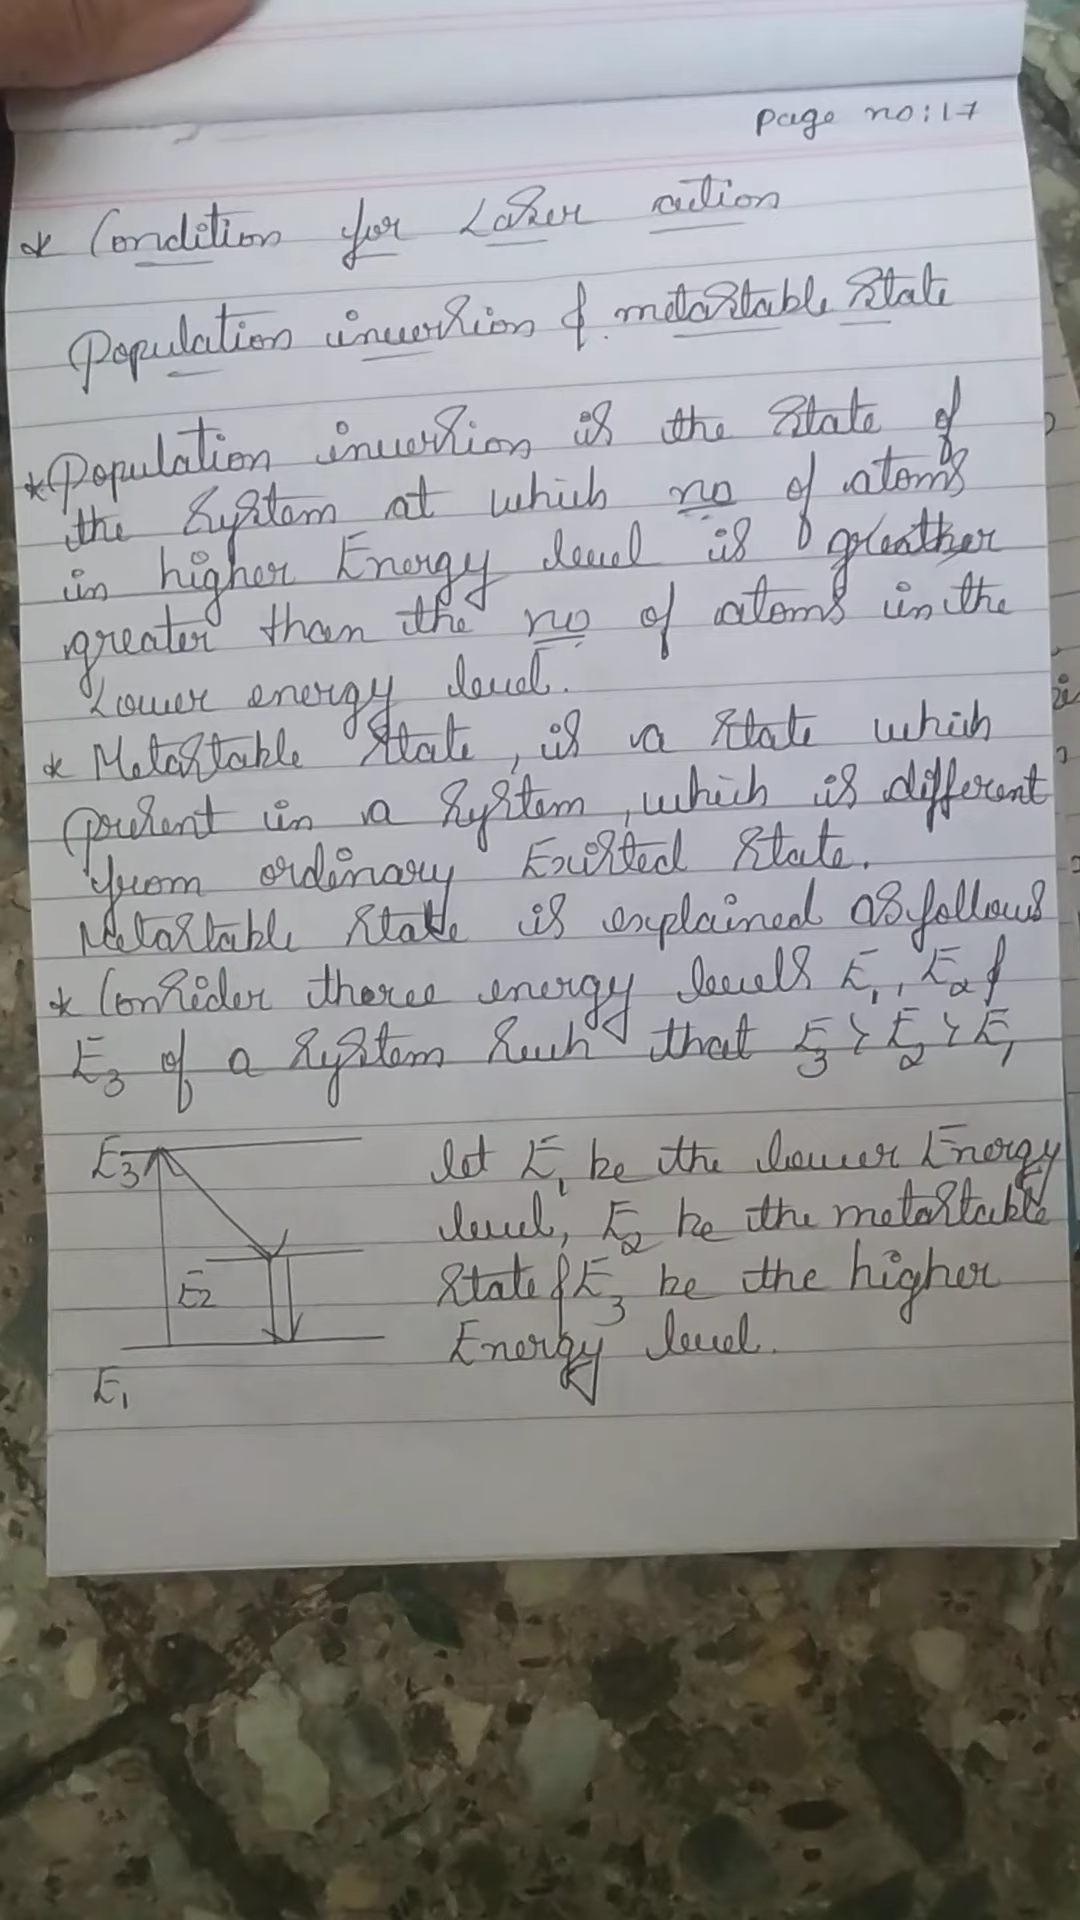 Page no: 17
* Condition for Laser action
Population inversion & metastable state
* Population inversion is the state of
the system at which no of atoms
in higher Energy level is greather
greater than the no of atoms in the
Lower energy level.
* Metastable state, is a state which
present in a system, which is different
from ordinary Excited state.
Metastable state is explained as follows
* Consider three energy levels E1, E2 &
E3 of a system such that E3 > E2 > E1
E3
E2
E1
let E1 be the lower Energy
level, E2 be the metastable
state & E3 be the higher
Energy level.